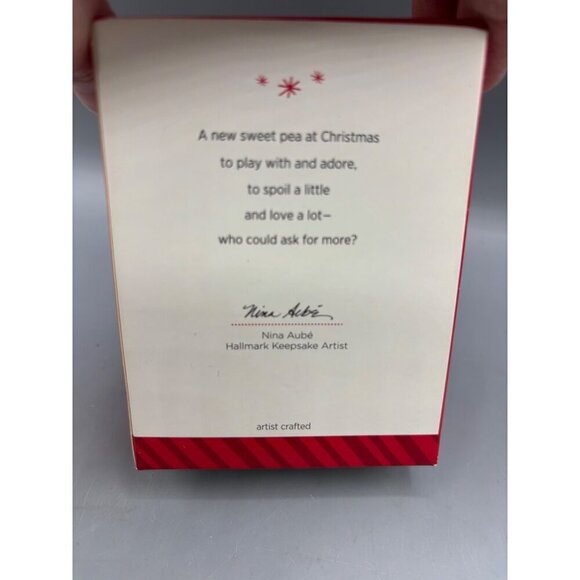 A new sweet pea at Christmas
to play with and adore,
to spoil a little
and love a lot–
who could ask for more?
Nina Aubé
Nina Aubé
Hallmark Keepsake Artist
artist crafted